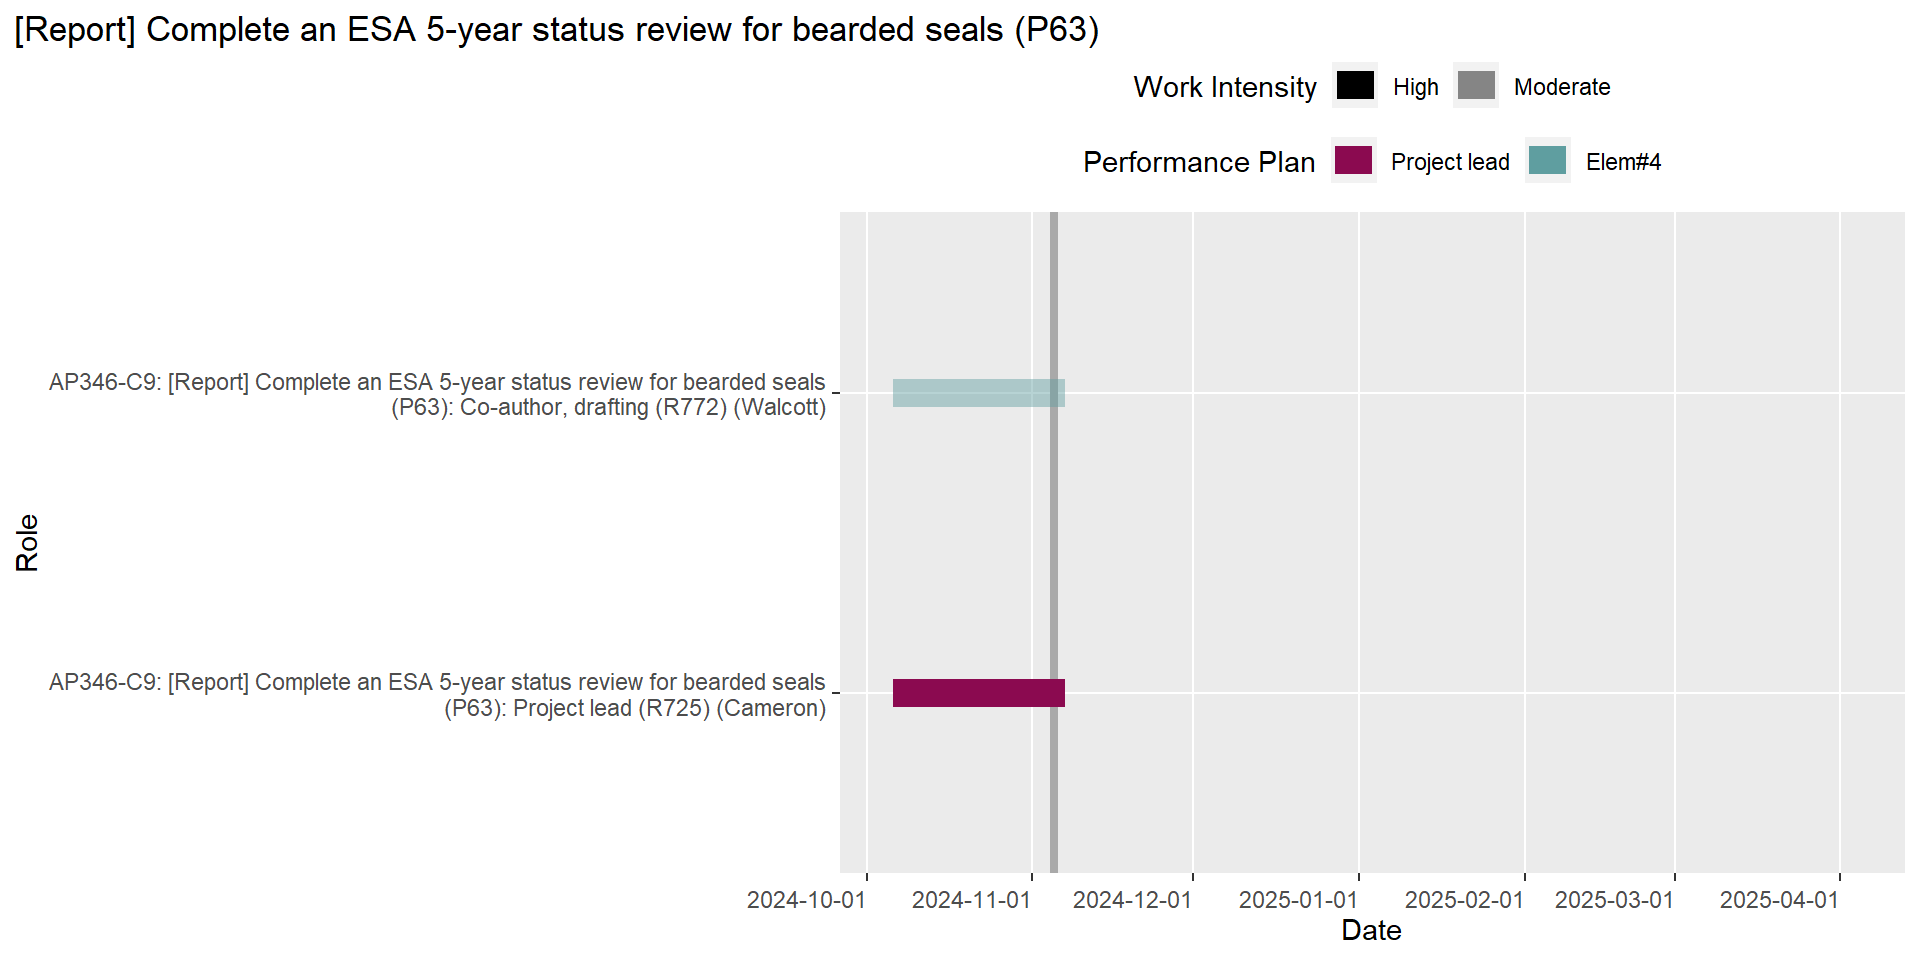 [Report] Complete an ESA 5-year status review for bearded seals (P63)
Work Intensity High Moderate
Performance Plan Project lead Elem#4
AP346-C9: [Report] Complete an ESA 5-year status review for bearded seals
(P63): Co-author, drafting (R772) (Walcott)
Role
AP346-C9: [Report] Complete an ESA 5-year status review for bearded seals
(P63): Project lead (R725) (Cameron)
2024-10-01 2024-11-01 2024-12-01 2025-01-01 2025-02-01 2025-03-01 2025-04-01
Date